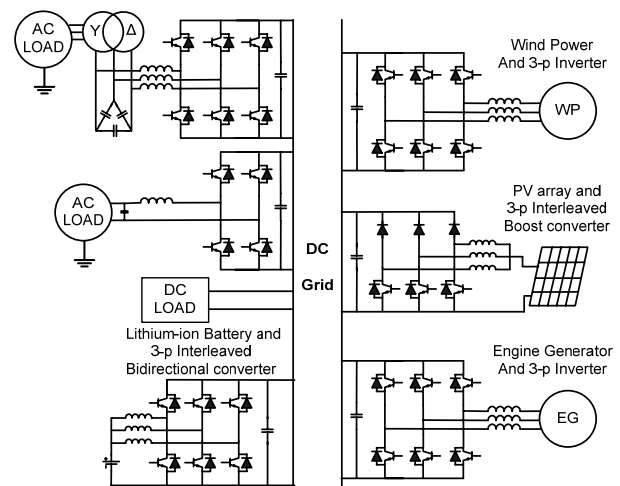 AC
LOAD
Y Δ
Wind Power
And 3-p Inverter
WP
AC
LOAD
PV array and
3-p Interleaved
Boost converter
DC
Grid
DC
LOAD
Lithium-ion Battery and
3-p Interleaved
Bidirectional converter
Engine Generator
And 3-p Inverter
EG